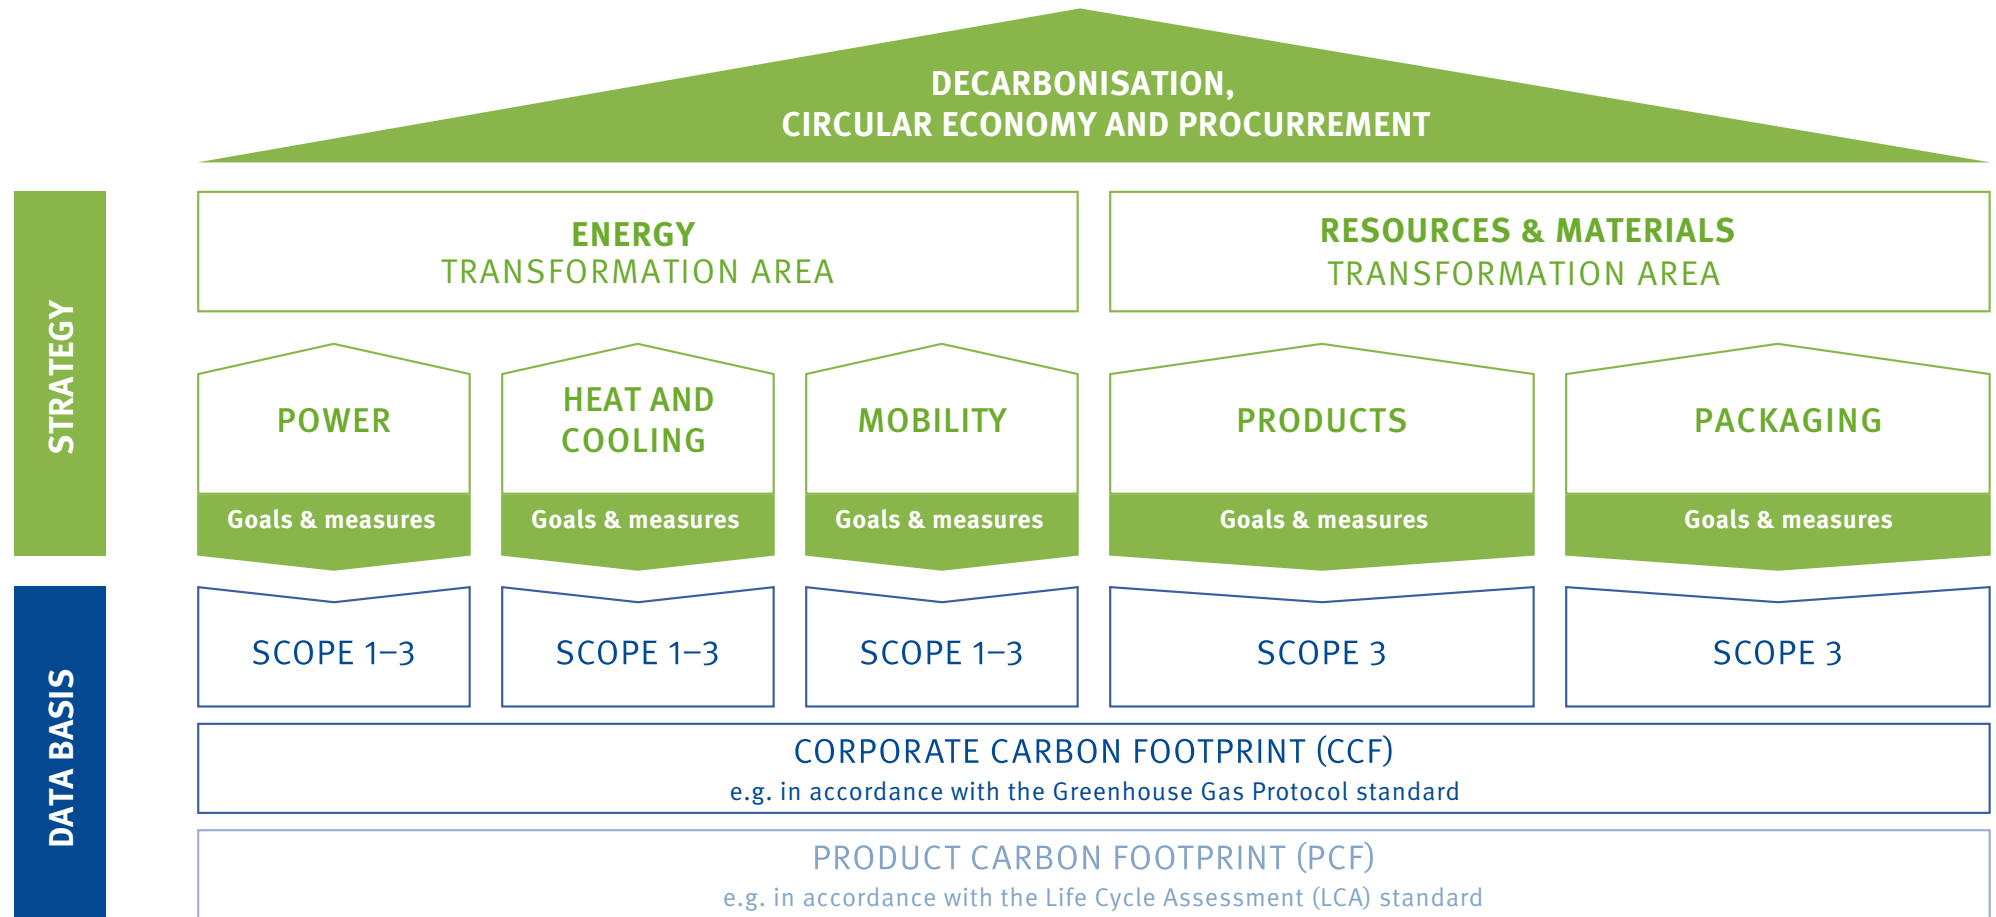 DECARBONISATION,
CIRCULAR ECONOMY AND PROCURREMENT
STRATEGY
ENERGY
TRANSFORMATION AREA
RESOURCES & MATERIALS
TRANSFORMATION AREA
POWER
HEAT AND
COOLING
MOBILITY
PRODUCTS
PACKAGING
Goals & measures
Goals & measures
Goals & measures
Goals & measures
Goals & measures
DATA BASIS
SCOPE 1–3
SCOPE 1–3
SCOPE 1–3
SCOPE 3
SCOPE 3
CORPORATE CARBON FOOTPRINT (CCF)
e.g. in accordance with the Greenhouse Gas Protocol standard
PRODUCT CARBON FOOTPRINT (PCF)
e.g. in accordance with the Life Cycle Assessment (LCA) standard